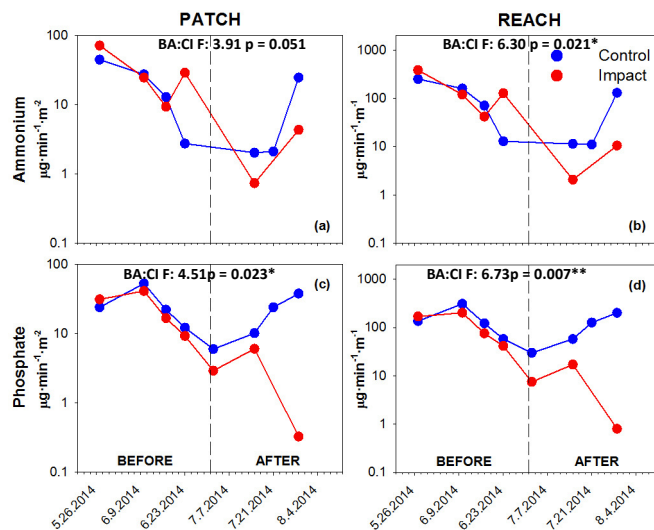 PATCH
REACH
BA:CI F: 3.91 p = 0.051
BA:CI F: 6.30 p = 0.021*
Control
Impact
Ammonium
µg·min⁻¹·m⁻²
100
10
1
0.1
1000
100
10
1
0.1
(a)
(b)
BA:CI F: 4.51p = 0.023*
(c)
BA:CI F: 6.73p = 0.007**
(d)
Phosphate
µg·min⁻¹·m⁻²
100
10
1
0.1
1000
100
10
1
0.1
BEFORE
AFTER
BEFORE
AFTER
5.26.2014
6.9.2014
6.23.2014
7.7.2014
7.21.2014
8.4.2014
5.26.2014
6.9.2014
6.23.2014
7.7.2014
7.21.2014
8.4.2014
µg·min⁻¹·m⁻²
µg·min⁻¹·m⁻²